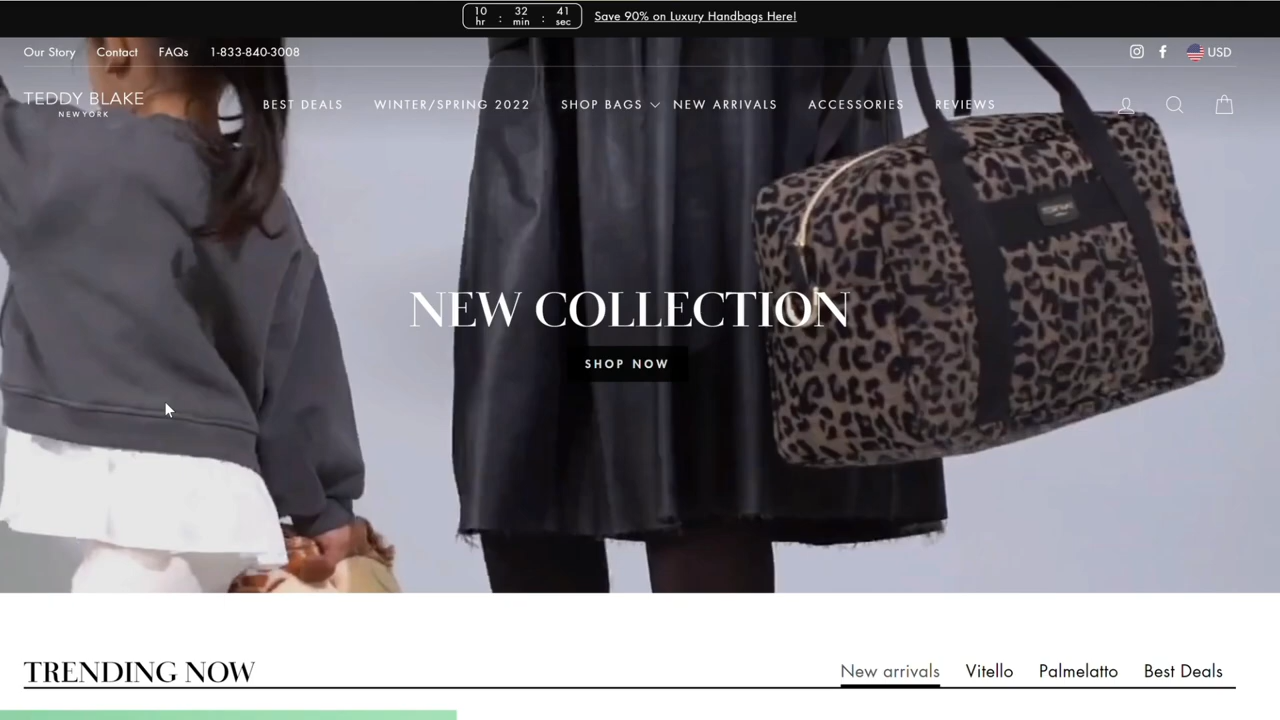 10 hr : 32 min : 41 sec
Save 90% on Luxury Handbags Here!
Our Story Contact FAQs 1-833-840-3008
USD
TEDDY BLAKE
NEWYORK
BEST DEALS WINTER/SPRING 2022 SHOP BAGS NEW ARRIVALS ACCESSORIES REVIEWS
NEW COLLECTION
SHOP NOW
TRENDING NOW
New arrivals Vitello Palmelatto Best Deals